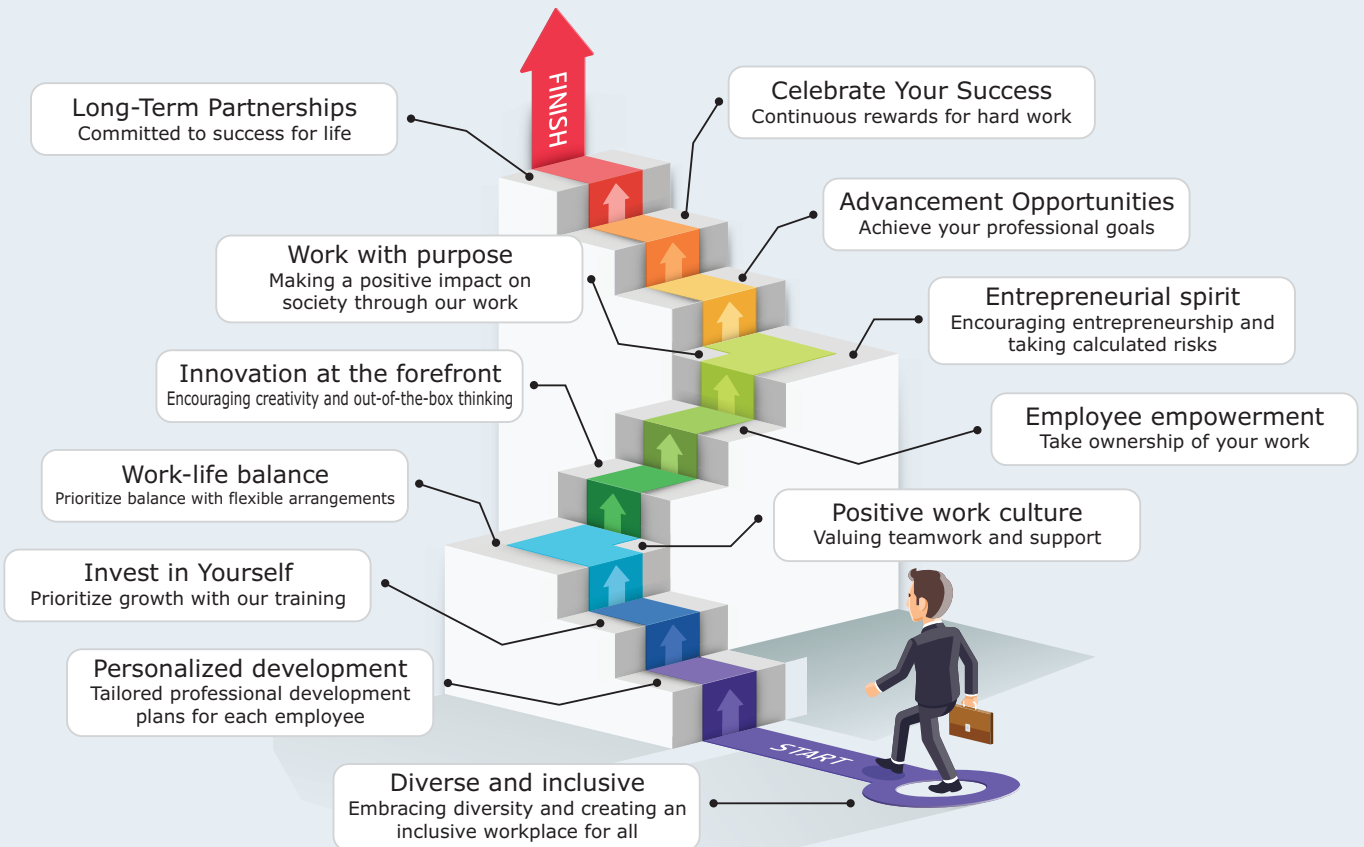 FINISH
Long-Term Partnerships
Committed to success for life
Celebrate Your Success
Continuous rewards for hard work
Advancement Opportunities
Achieve your professional goals
Work with purpose
Making a positive impact on
society through our work
Entrepreneurial spirit
Encouraging entrepreneurship and
taking calculated risks
Innovation at the forefront
Encouraging creativity and out-of-the-box thinking
Employee empowerment
Take ownership of your work
Work-life balance
Prioritize balance with flexible arrangements
Positive work culture
Valuing teamwork and support
Invest in Yourself
Prioritize growth with our training
Personalized development
Tailored professional development
plans for each employee
START
Diverse and inclusive
Embracing diversity and creating an
inclusive workplace for all